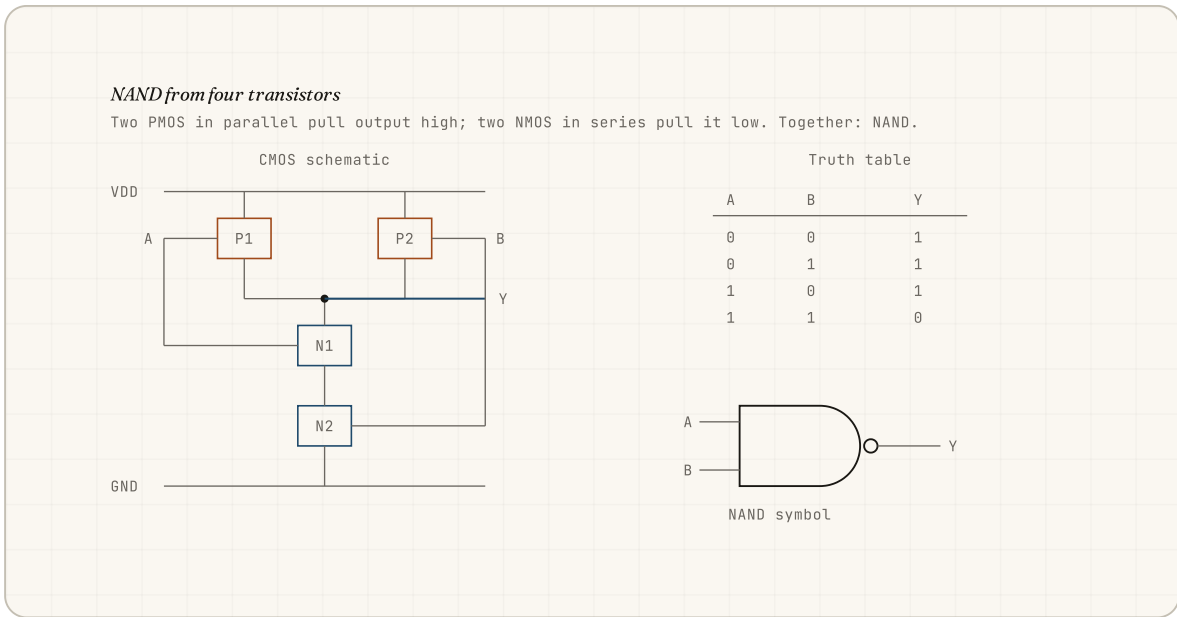 NAND from four transistors
Two PMOS in parallel pull output high; two NMOS in series pull it low. Together: NAND.
CMOS schematic
VDD
A
P1
P2
B
Y
N1
N2
GND
Truth table
A B Y
0 0 1
0 1 1
1 0 1
1 1 0
A
B
Y
NAND symbol